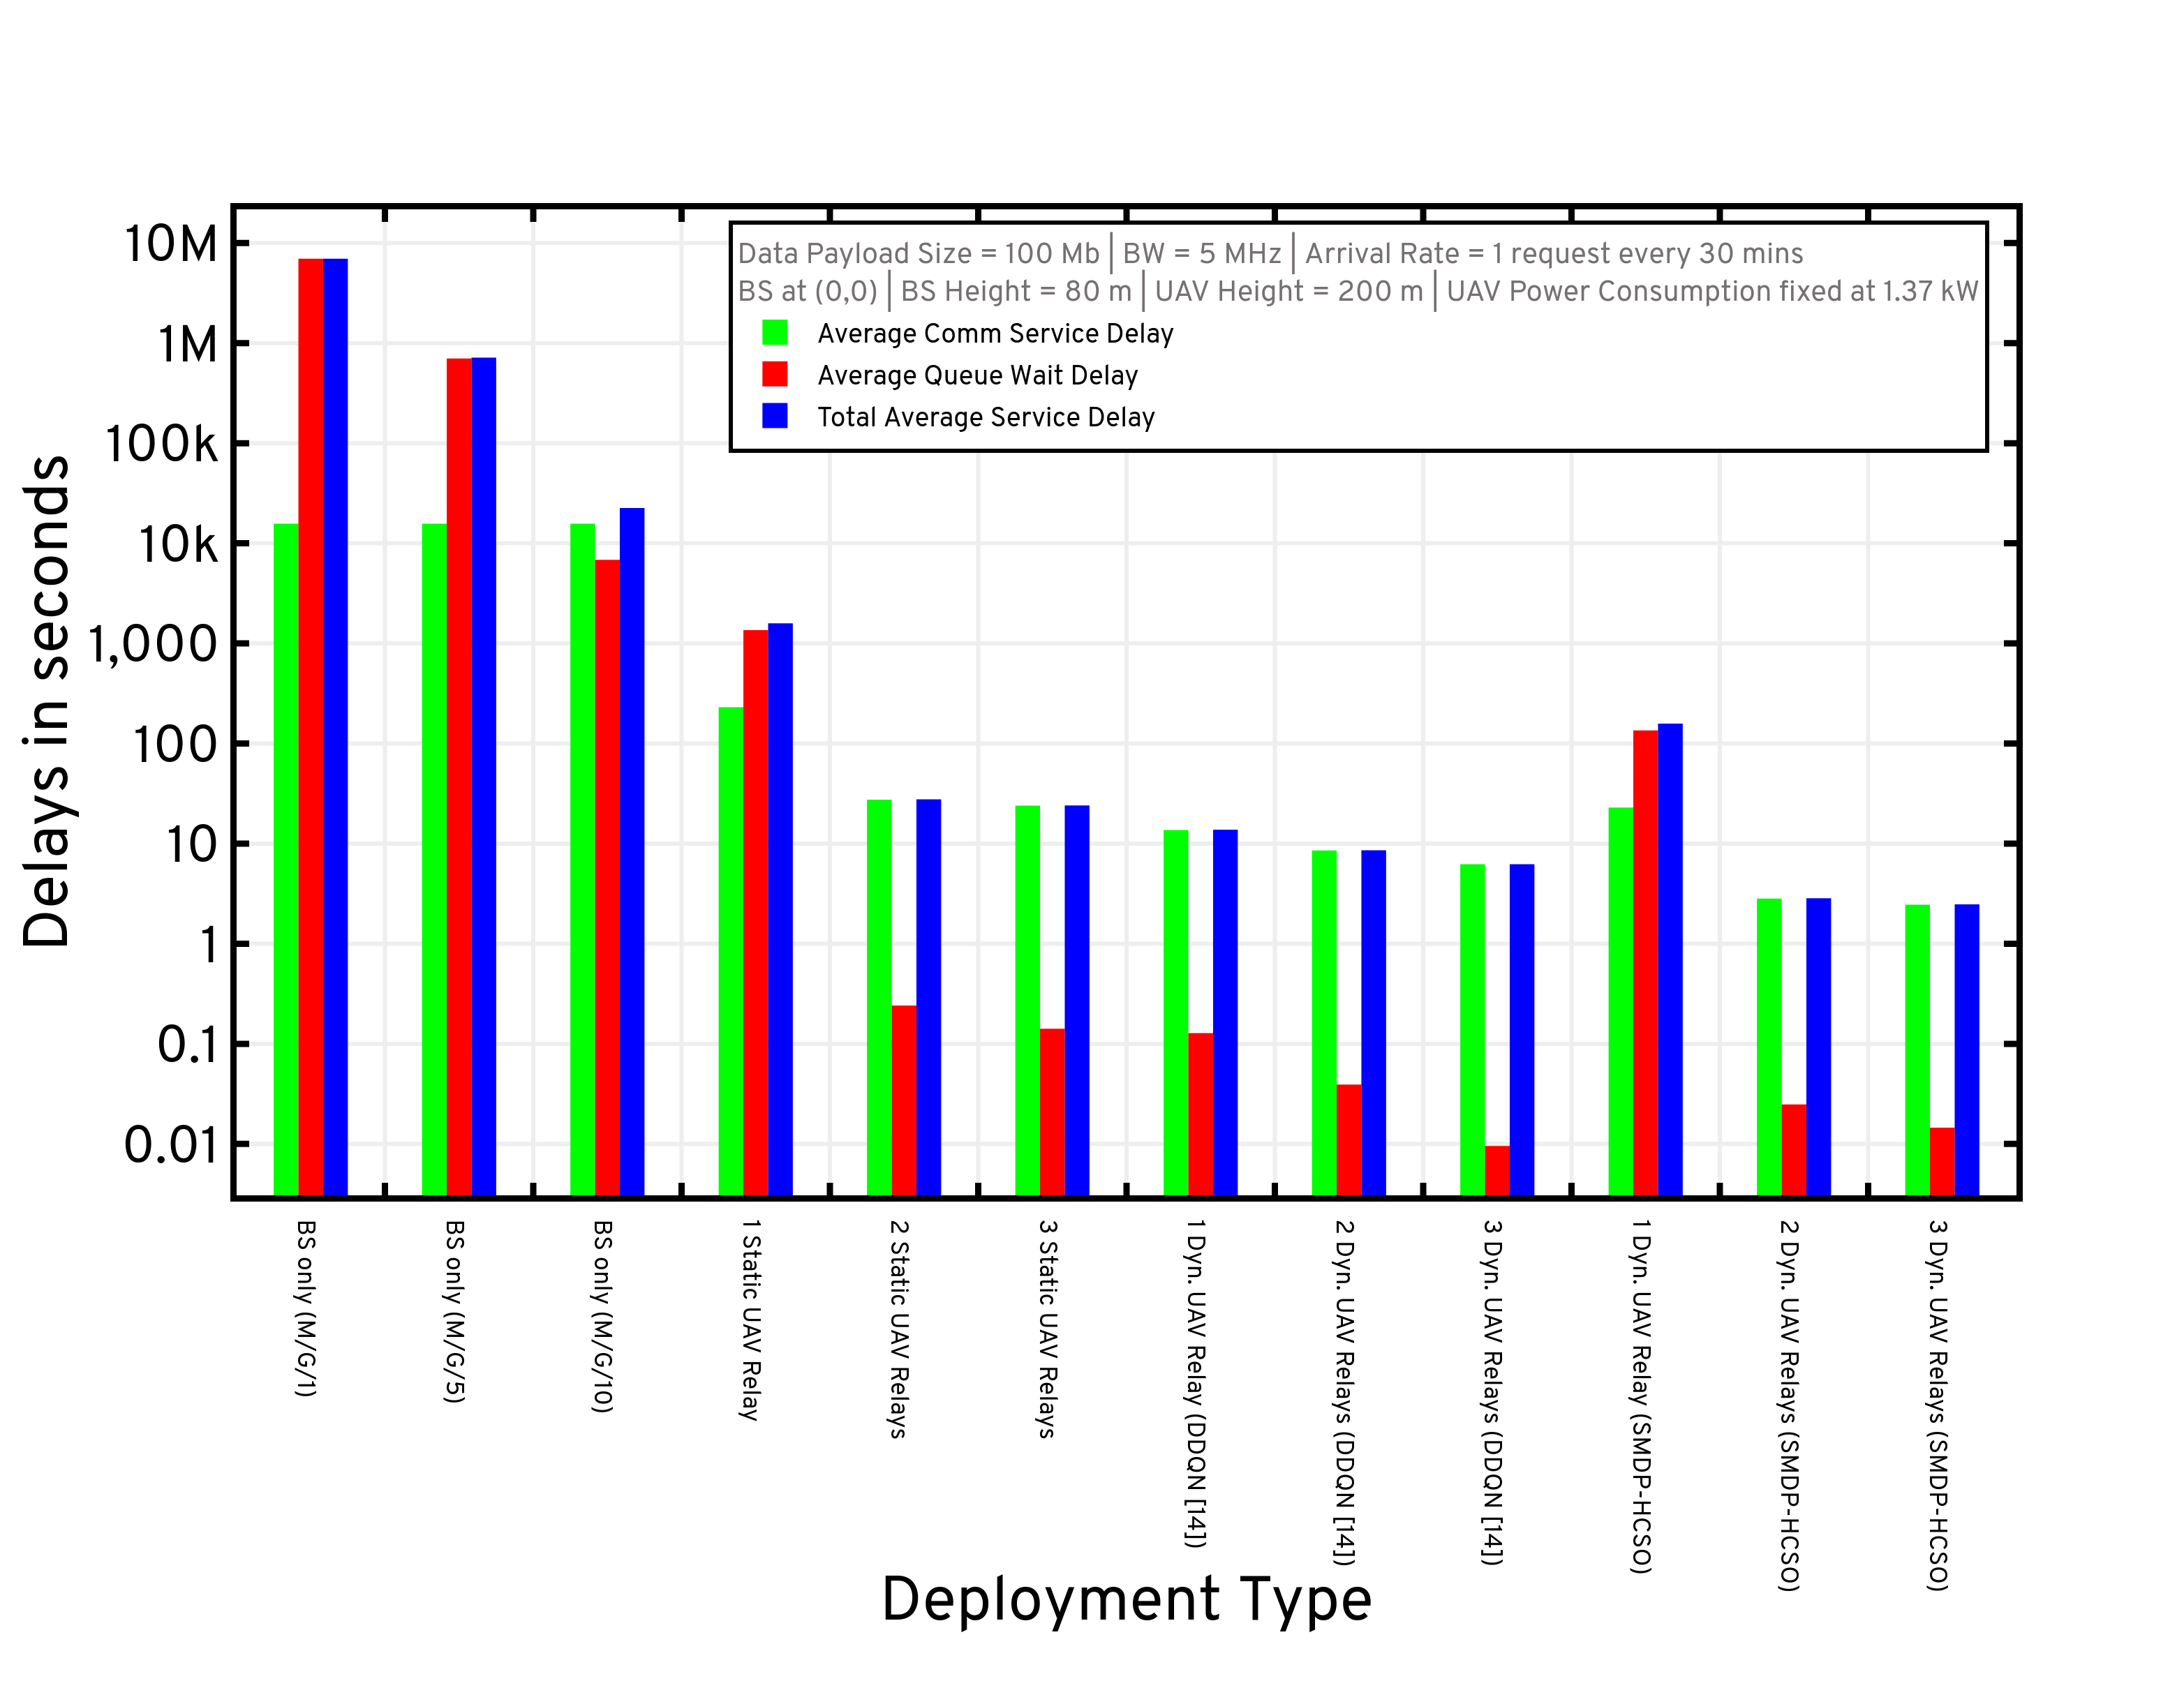 Data Payload Size = 100 Mb | BW = 5 MHz | Arrival Rate = 1 request every 30 mins
BS at (0,0) | BS Height = 80 m | UAV Height = 200 m | UAV Power Consumption fixed at 1.37 kW
Average Comm Service Delay
Average Queue Wait Delay
Total Average Service Delay
Delays in seconds
10M
1M
100k
10k
1,000
100
10
1
0.1
0.01
BS only (M/G/1)
BS only (M/G/5)
BS only (M/G/10)
1 Static UAV Relay
2 Static UAV Relays
3 Static UAV Relays
1 Dyn. UAV Relay (DDQN [14])
2 Dyn. UAV Relays (DDQN [14])
3 Dyn. UAV Relays (DDQN [14])
1 Dyn. UAV Relay (SMDP-HCSO)
2 Dyn. UAV Relays (SMDP-HCSO)
3 Dyn. UAV Relays (SMDP-HCSO)
Deployment Type